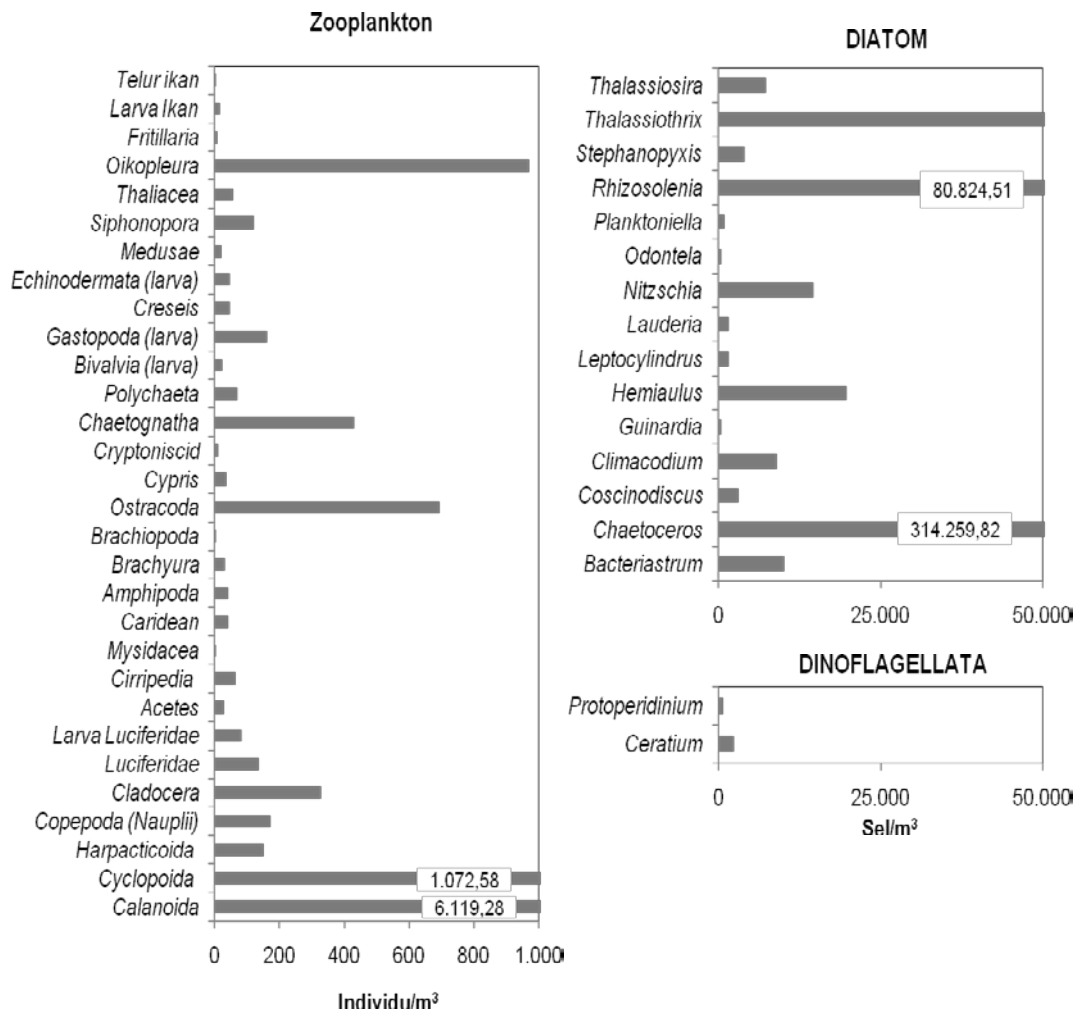 Zooplankton
Telur ikan
Larva Ikan
Fritillaria
Oikopleura
Thaliacea
Siphonopora
Medusae
Echinodermata (larva)
Creseis
Gastopoda (larva)
Bivalvia (larva)
Polychaeta
Chaetognatha
Cryptoniscid
Cypris
Ostracoda
Brachiopoda
Brachyura
Amphipoda
Caridean
Mysidacea
Cirripedia
Acetes
Larva Luciferidae
Luciferidae
Cladocera
Copepoda (Nauplii)
Harpacticoida
Cyclopoida
1.072,58
Calanoida
6.119,28
0 200 400 600 800 1.000
Individu/m³
DIATOM
Thalassiosira
Thalassiothrix
Stephanopyxis
Rhizosolenia
80.824,51
Planktoniella
Odontela
Nitzschia
Lauderia
Leptocylindrus
Hemiaulus
Guinardia
Climacodium
Coscinodiscus
Chaetoceros
314.259,82
Bacteriastrum
0 25.000 50.000
DINOFLAGELLATA
Protoperidinium
Ceratium
0 25.000 50.000
Sel/m³